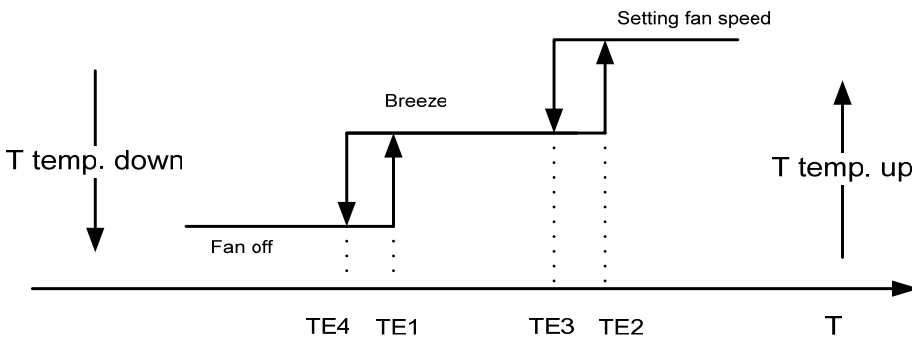 Setting fan speed
Breeze
T temp. down
T temp. up
Fan off
TE4 TE1 TE3 TE2 T